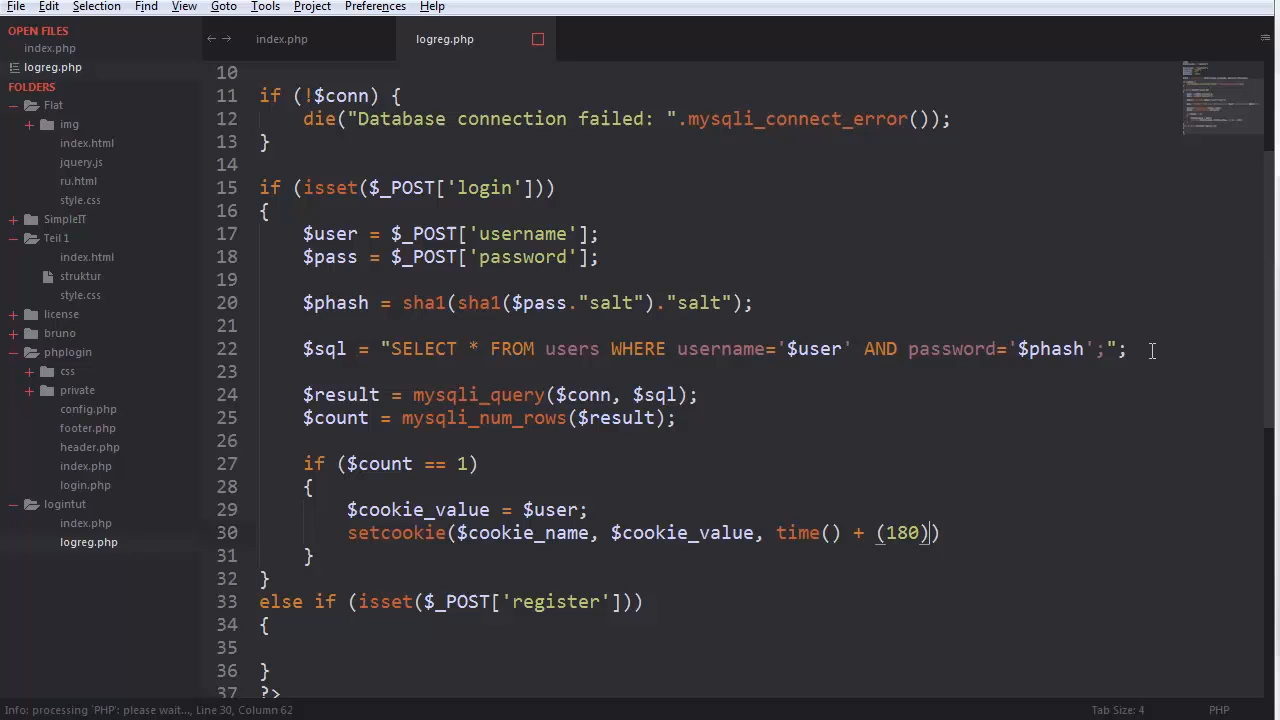 File Edit Selection Find View Goto Tools Project Preferences Help
OPEN FILES
index.php
logreg.php
FOLDERS
Flat
img
index.html
jquery.js
ru.html
style.css
SimpleIT
Teil 1
index.html
struktur
style.css
license
bruno
phplogin
css
private
config.php
footer.php
header.php
index.php
login.php
logintut
index.php
logreg.php
index.php logreg.php
10
11 if (!$conn) {
12 die("Database connection failed: ".mysqli_connect_error());
13 }
14
15 if (isset($_POST['login']))
16 {
17 $user = $_POST['username'];
18 $pass = $_POST['password'];
19
20 $phash = sha1(sha1($pass."salt")."salt");
21
22 $sql = "SELECT * FROM users WHERE username='$user' AND password='$phash';";
23
24 $result = mysqli_query($conn, $sql);
25 $count = mysqli_num_rows($result);
26
27 if ($count == 1)
28 {
29 $cookie_value = $user;
30 setcookie($cookie_name, $cookie_value, time() + (180))
31 }
32 }
33 else if (isset($_POST['register']))
34 {
35
36 }
37 ?>
Info: processing `PHP`: please wait..., Line 30, Column 62 Tab Size: 4 PHP